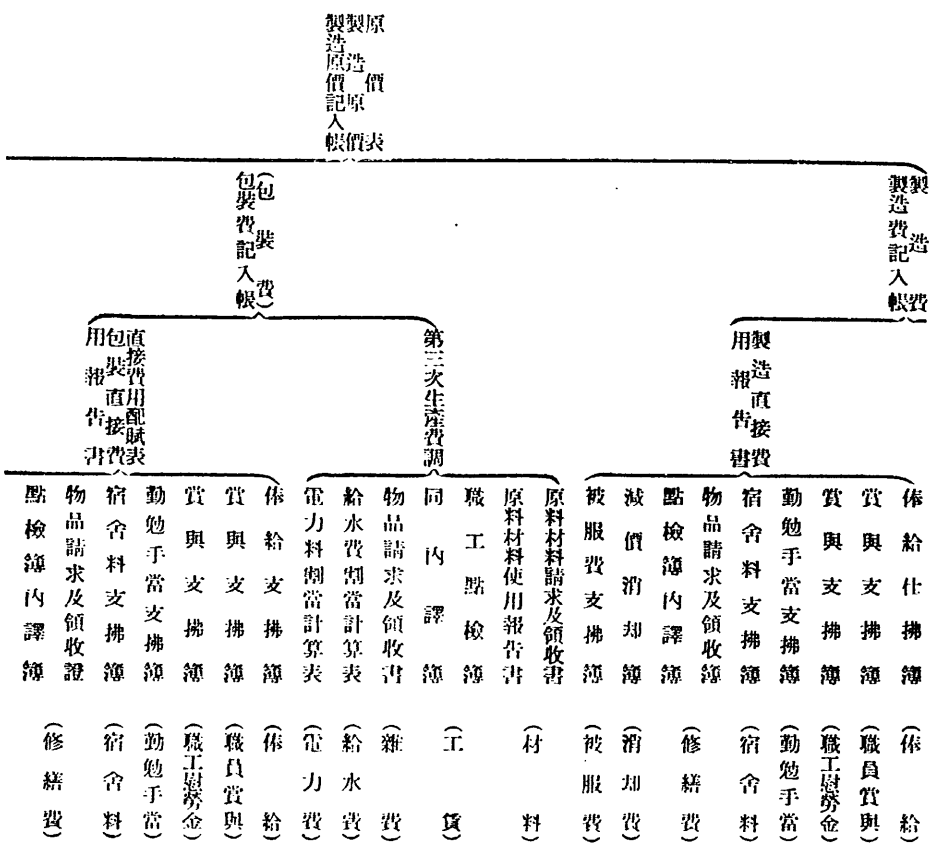 原價表
製造原價
製造原價記入帳
製造費
製造費記入帳
製造直接費
用報告書
俸給仕拂簿
賞與支拂簿
賞與支拂簿
勤勉手當支拂簿
宿舍料支拂簿
物品請求及領收簿
點檢簿內譯簿
減價消却簿
被服費支拂簿
(俸給)
(職員賞與)
(職工慰勞金)
(勤勉手當)
(宿舍料)
(修繕費)
(消却費)
(被服費)
(包裝費)
包裝費記入帳
第三次生產費調
原料材料請求及領收書
原料材料使用報告書
職工點檢簿
同內譯簿
物品請求及領收書
給水費割當計算表
電力料割當計算表
(材料)
(工賃)
(雜費)
(給水費)
(電力費)
直接費用配賦表
包裝直接費
用報告書
俸給支拂簿
賞與支拂簿
賞與支拂簿
勤勉手當支拂簿
宿舍料支拂簿
物品請求及領收證
點檢簿內譯簿
(俸給)
(職員賞與)
(職工慰勞金)
(勤勉手當)
(宿舍料)
(修繕費)